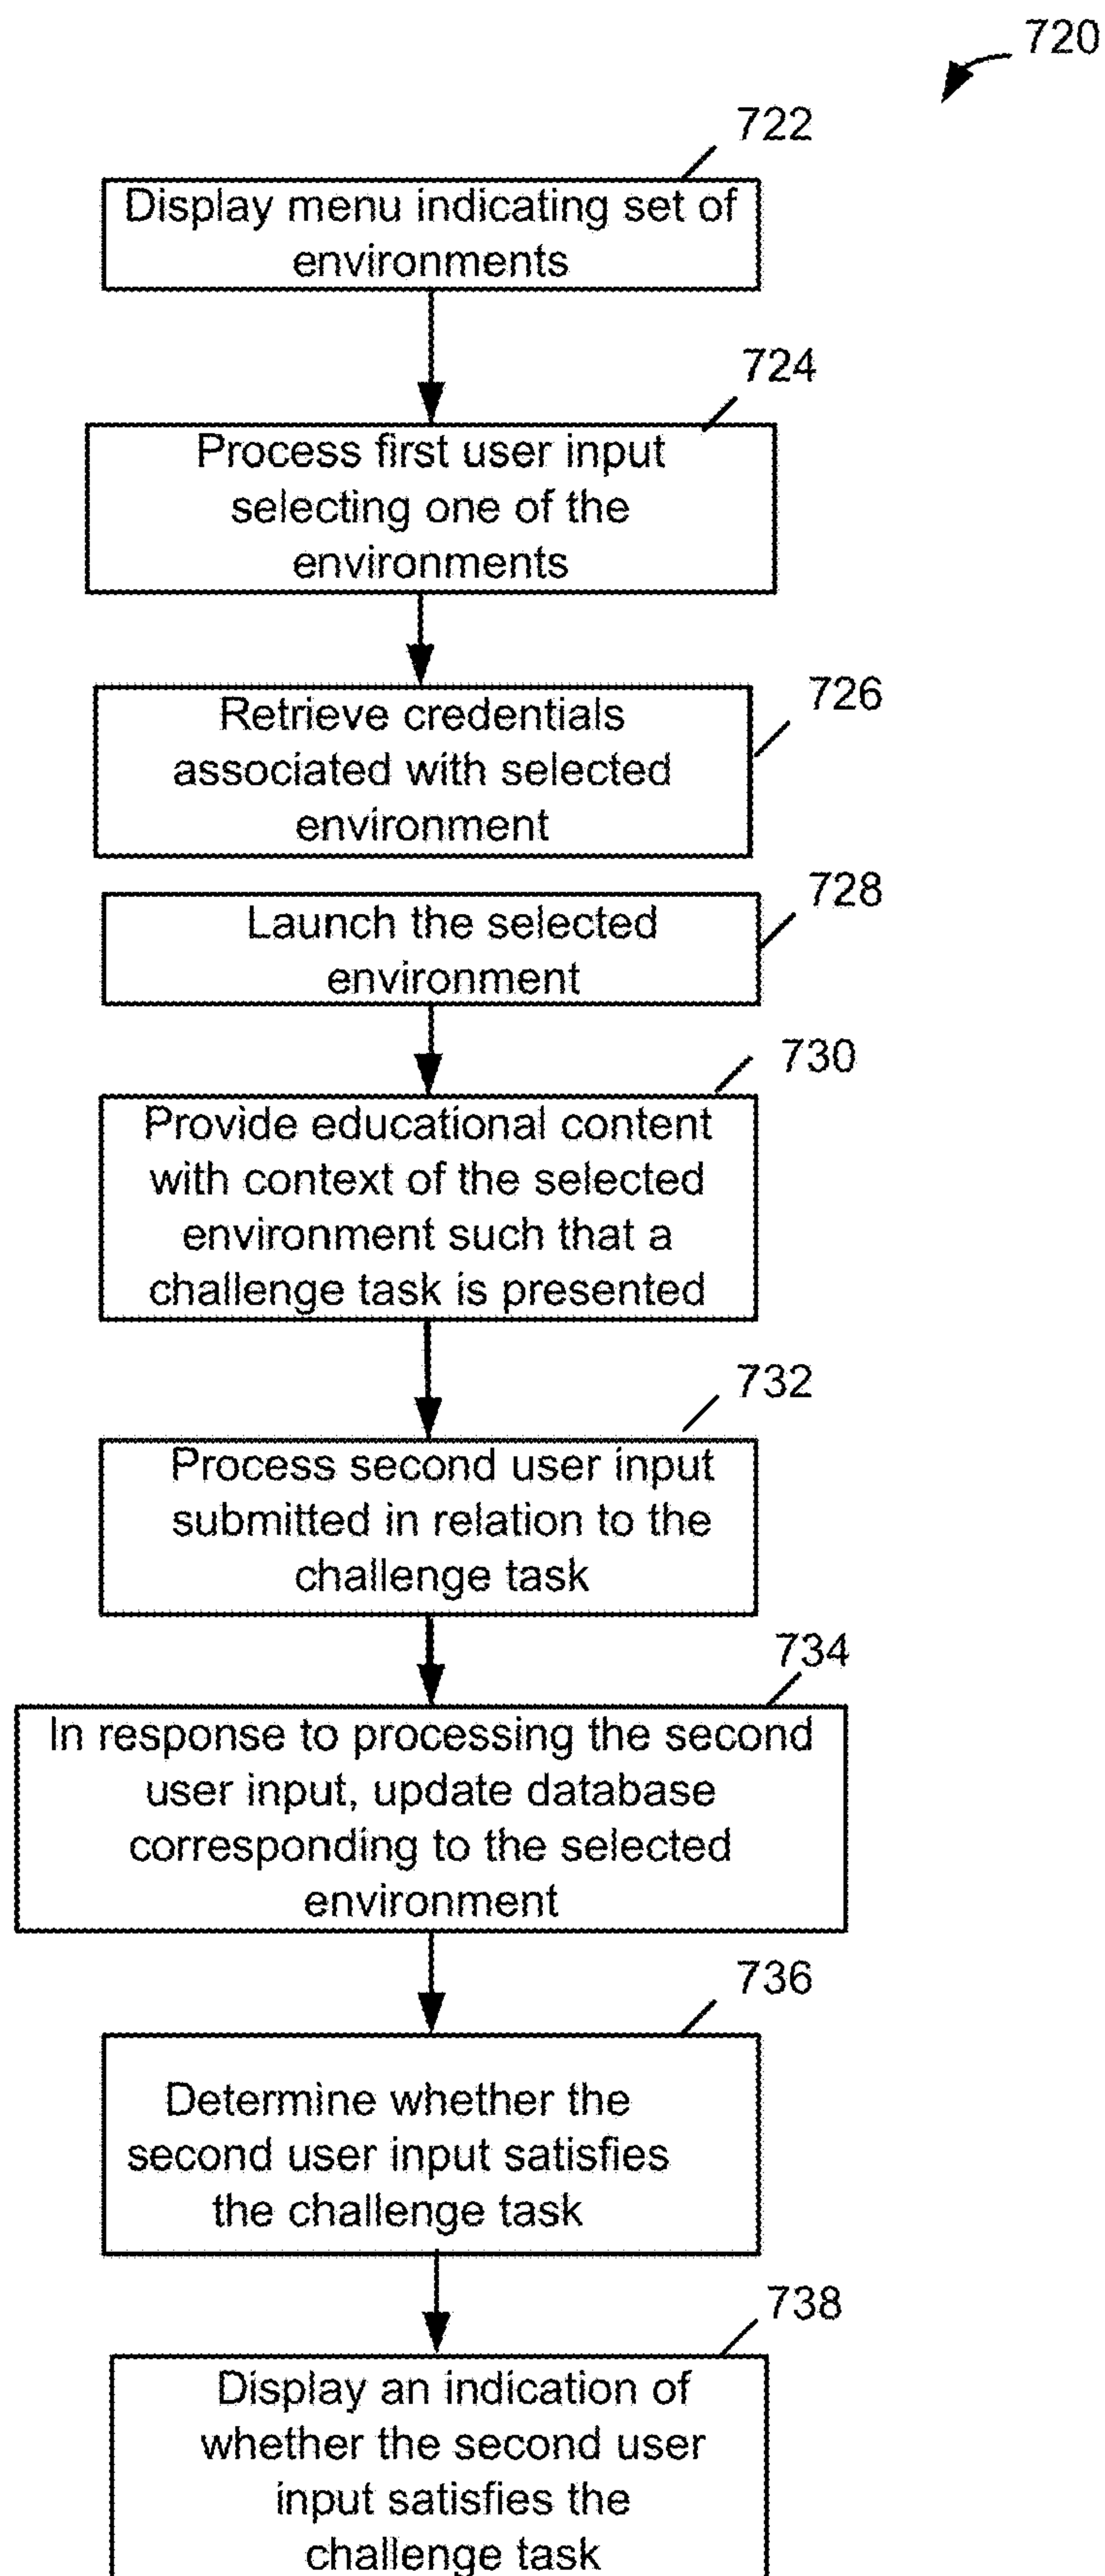 720
722
Display menu indicating set of
environments
724
Process first user input
selecting one of the
environments
726
Retrieve credentials
associated with selected
environment
728
Launch the selected
environment
730
Provide educational content
with context of the selected
environment such that a
challenge task is presented
732
Process second user input
submitted in relation to the
challenge task
734
In response to processing the second
user input, update database
corresponding to the selected
environment
736
Determine whether the
second user input satisfies
the challenge task
738
Display an indication of
whether the second user
input satisfies the
challenge task